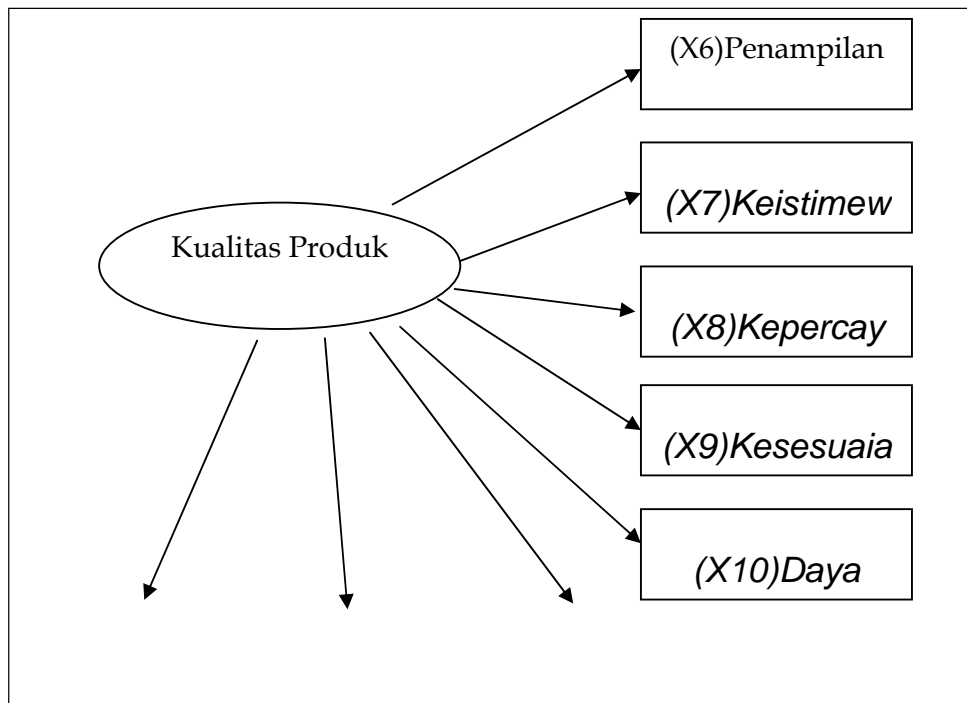 (X6)Penampilan
(X7)Keistimew
Kualitas Produk
(X8)Kepercay
(X9)Kesesuaia
(X10)Daya